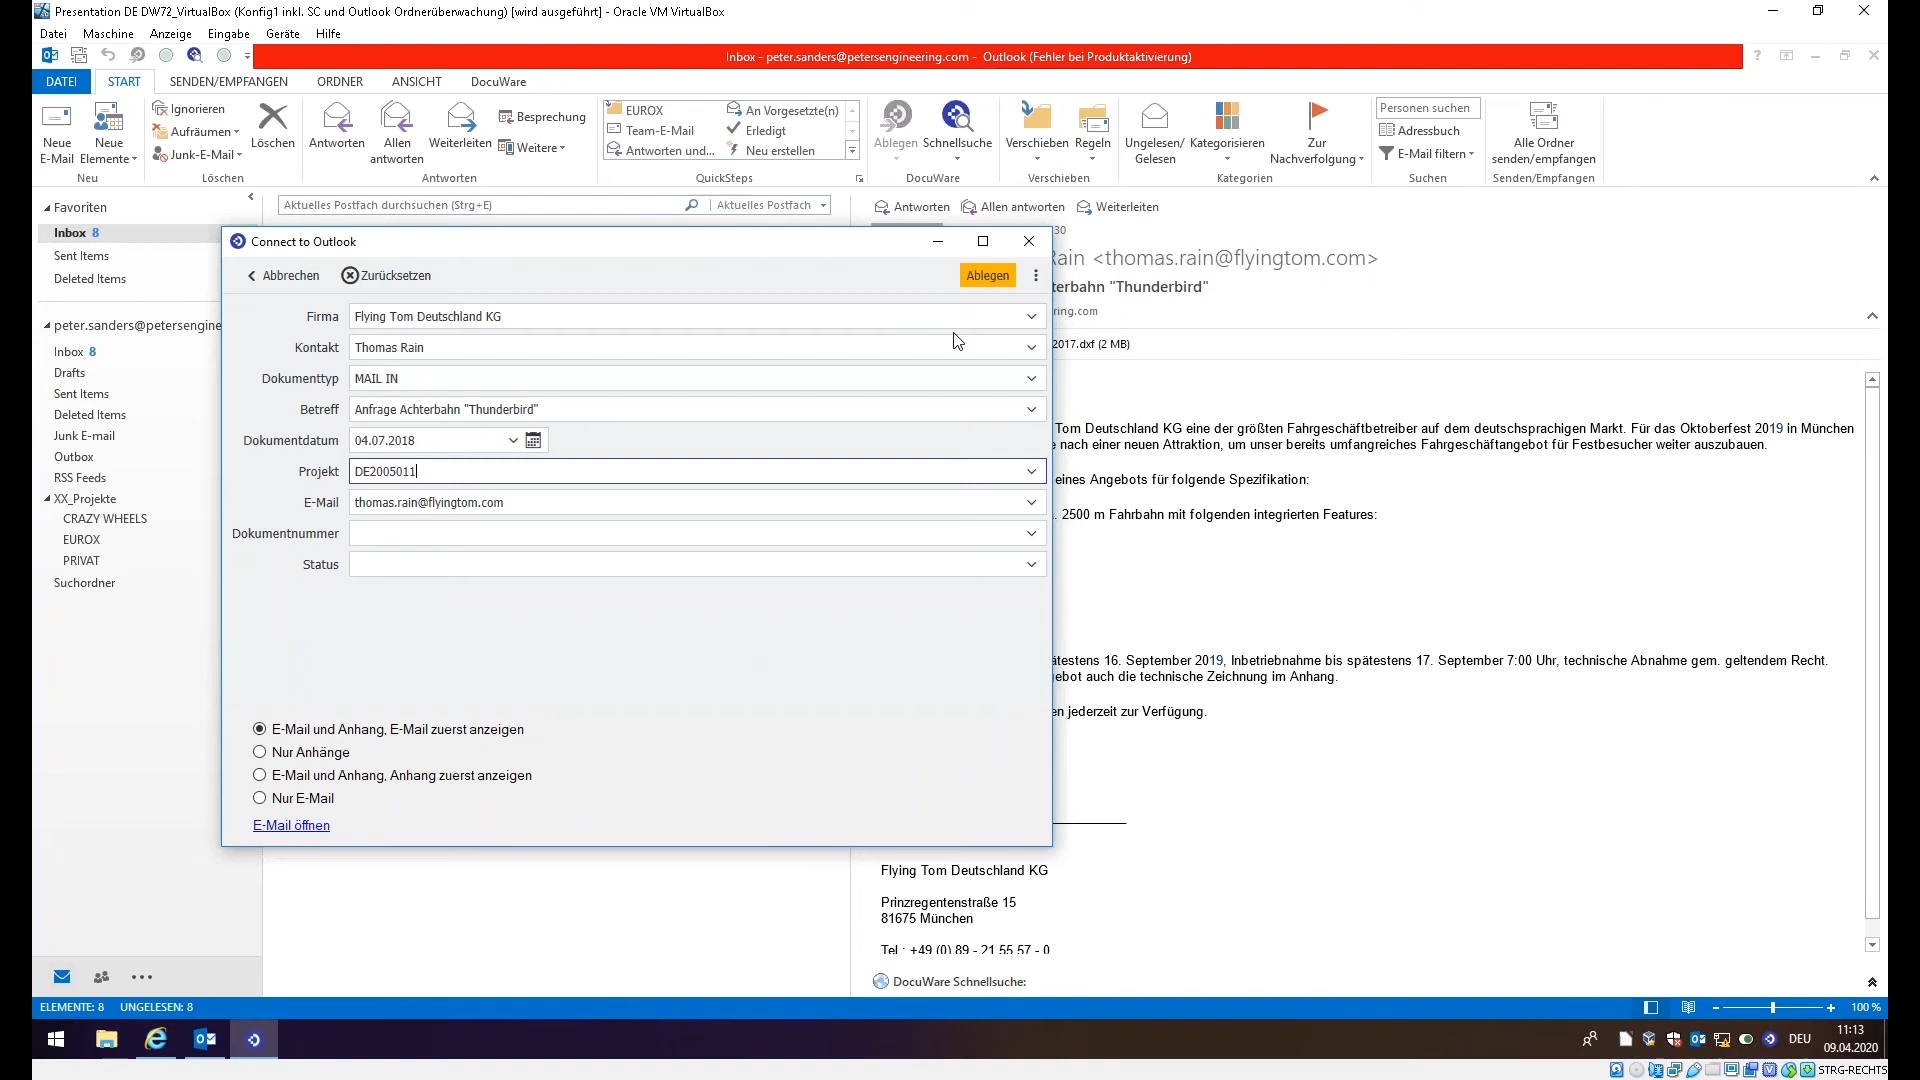 Presentation DE DW72_VirtualBox (Konfig1 inkl. SC und Outlook Ordnerüberwachung) [wird ausgeführt] - Oracle VM VirtualBox
Datei Maschine Anzeige Eingabe Geräte Hilfe
Inbox - peter.sanders@petersengineering.com - Outlook (Fehler bei Produktaktivierung)
DATEI START SENDEN/EMPFANGEN ORDNER ANSICHT DocuWare
Neue E-Mail
Neue Elemente
Neu
Ignorieren
Aufräumen
Junk-E-Mail
Löschen
Löschen
Antworten
Allen antworten
Weiterleiten
Besprechung
Weitere
Antworten
EUROX
Team-E-Mail
Antworten und...
An Vorgesetzte(n)
Erledigt
Neu erstellen
QuickSteps
Ablegen
Schnellsuche
DocuWare
Verschieben
Regeln
Verschieben
Ungelesen/ Gelesen
Kategorisieren
Zur Nachverfolgung
Kategorien
Personen suchen
Adressbuch
E-Mail filtern
Suchen
Alle Ordner senden/empfangen
Senden/Empfangen
Favoriten
Inbox 8
Sent Items
Deleted Items
peter.sanders@petersengine
Inbox 8
Drafts
Sent Items
Deleted Items
Junk E-mail
Outbox
RSS Feeds
XX_Projekte
CRAZY WHEELS
EUROX
PRIVAT
Suchordner
Aktuelles Postfach durchsuchen (Strg+E) Aktuelles Postfach
Antworten Allen antworten Weiterleiten
30
Rain <thomas.rain@flyingtom.com>
terbahn "Thunderbird"
ring.com
2017.dxf (2 MB)
Connect to Outlook
Abbrechen Zurücksetzen Ablegen
Firma Flying Tom Deutschland KG
Kontakt Thomas Rain
Dokumenttyp MAIL IN
Betreff Anfrage Achterbahn "Thunderbird"
Dokumentdatum 04.07.2018
Projekt DE2005011
E-Mail thomas.rain@flyingtom.com
Dokumentnummer
Status
E-Mail und Anhang, E-Mail zuerst anzeigen
Nur Anhänge
E-Mail und Anhang, Anhang zuerst anzeigen
Nur E-Mail
E-Mail öffnen
Tom Deutschland KG eine der größten Fahrgeschäftbetreiber auf dem deutschsprachigen Markt. Für das Oktoberfest 2019 in München
e nach einer neuen Attraktion, um unser bereits umfangreiches Fahrgeschäftangebot für Festbesucher weiter auszubauen.
eines Angebots für folgende Spezifikation:
. 2500 m Fahrbahn mit folgenden integrierten Features:
ätestens 16. September 2019, Inbetriebnahme bis spätestens 17. September 7:00 Uhr, technische Abnahme gem. geltendem Recht.
ebot auch die technische Zeichnung im Anhang.
en jederzeit zur Verfügung.
Flying Tom Deutschland KG
Prinzregentenstraße 15
81675 München
Tel.: +49 (0) 89 - 21 55 57 - 0
DocuWare Schnellsuche:
ELEMENTE: 8 UNGELESEN: 8
100 %
DEU
11:13
09.04.2020
STRG-RECHTS